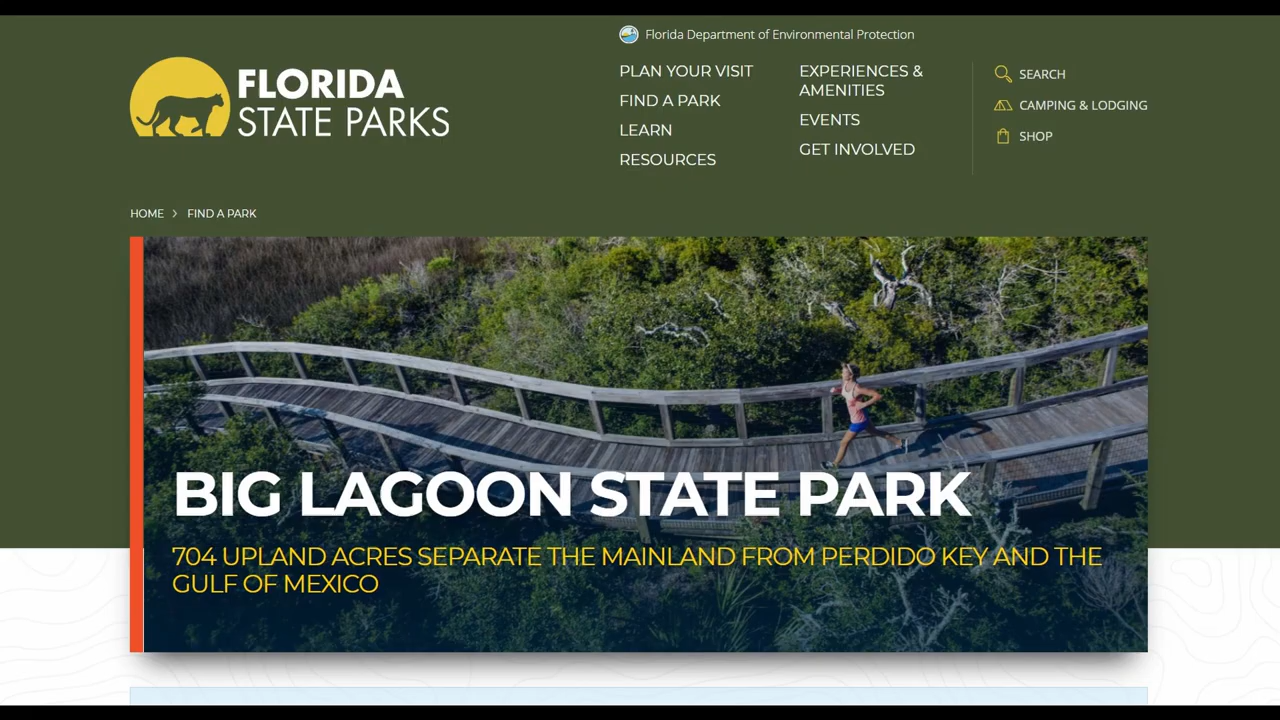 Florida Department of Environmental Protection
FLORIDA
STATE PARKS
PLAN YOUR VISIT
FIND A PARK
LEARN
RESOURCES
EXPERIENCES &
AMENITIES
EVENTS
GET INVOLVED
SEARCH
CAMPING & LODGING
SHOP
HOME > FIND A PARK
BIG LAGOON STATE PARK
704 UPLAND ACRES SEPARATE THE MAINLAND FROM PERDIDO KEY AND THE
GULF OF MEXICO